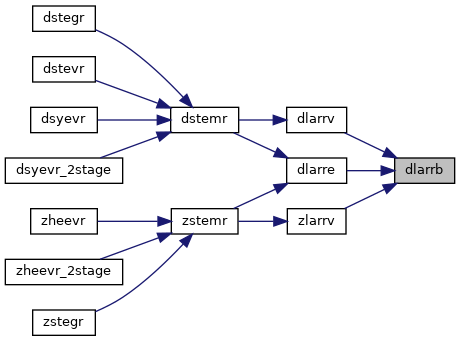 dstegr
dstevr
dsyevr
dsyevr_2stage
zheevr
zheevr_2stage
zstegr
dstemr
zstemr
dlarrv
dlarre
zlarrv
dlarrb